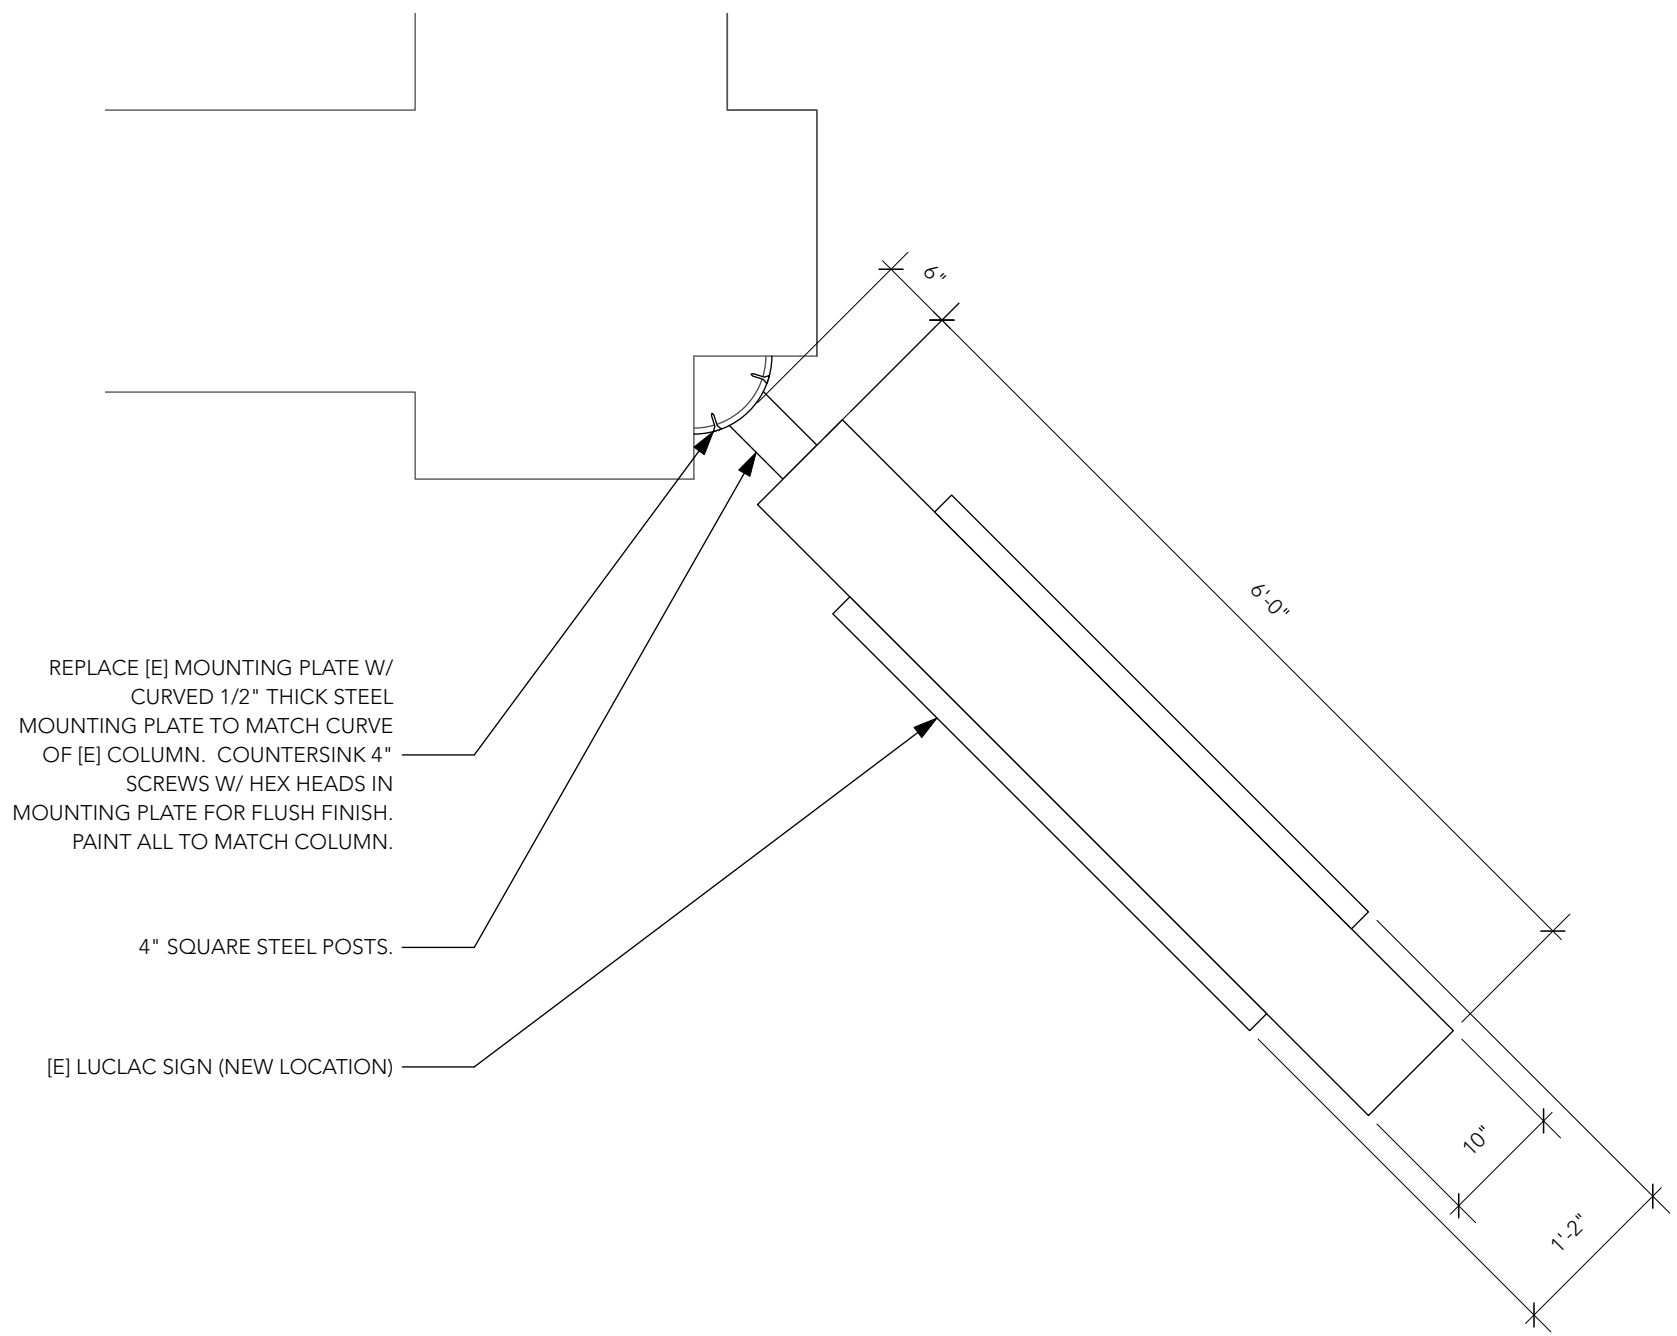 6"
6'-0"
REPLACE [E] MOUNTING PLATE W/
CURVED 1/2" THICK STEEL
MOUNTING PLATE TO MATCH CURVE
OF [E] COLUMN.  COUNTERSINK 4"
SCREWS W/ HEX HEADS IN
MOUNTING PLATE FOR FLUSH FINISH.
PAINT ALL TO MATCH COLUMN.
4" SQUARE STEEL POSTS.
[E] LUCLAC SIGN (NEW LOCATION)
10"
1'-2"